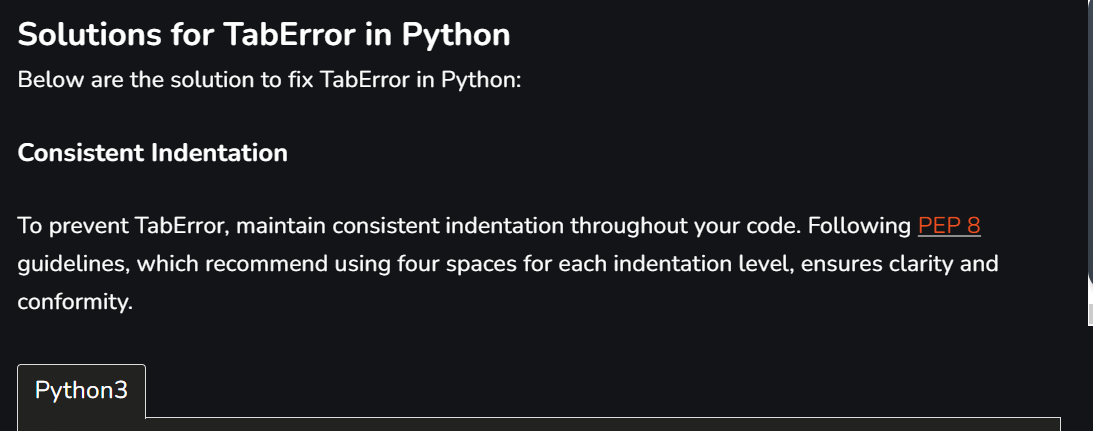 Solutions for TabError in Python
Below are the solution to fix TabError in Python:
Consistent Indentation
To prevent TabError, maintain consistent indentation throughout your code. Following PEP 8
guidelines, which recommend using four spaces for each indentation level, ensures clarity and
conformity.
Python3